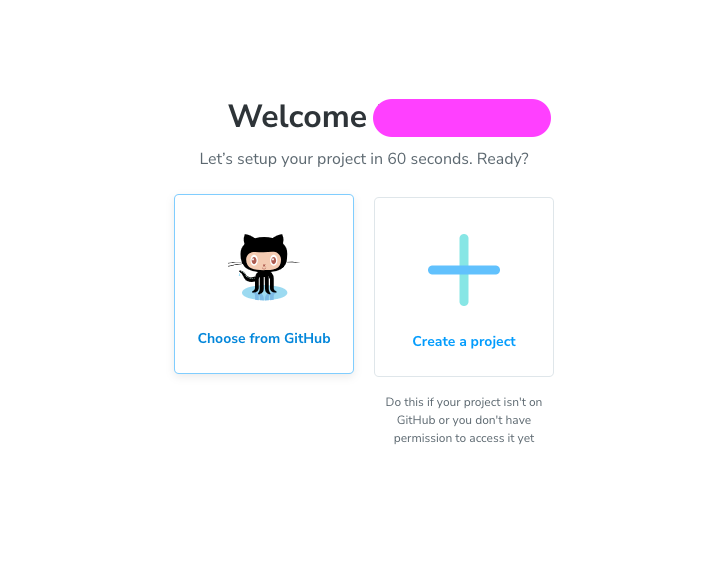 Welcome
Let’s setup your project in 60 seconds. Ready?
Choose from GitHub
Create a project
Do this if your project isn't on
GitHub or you don't have
permission to access it yet